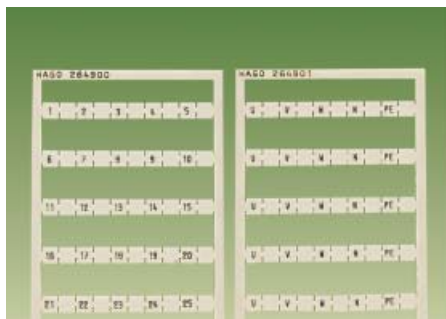 WAGO 264900
1 2 3 4 5
6 7 8 9 10
11 12 13 14 15
16 17 18 19 20
21 22 23 24 25
WAGO 264901
U V W N PE
U V W N PE
U V W N PE
U V W N PE
U V W N PE